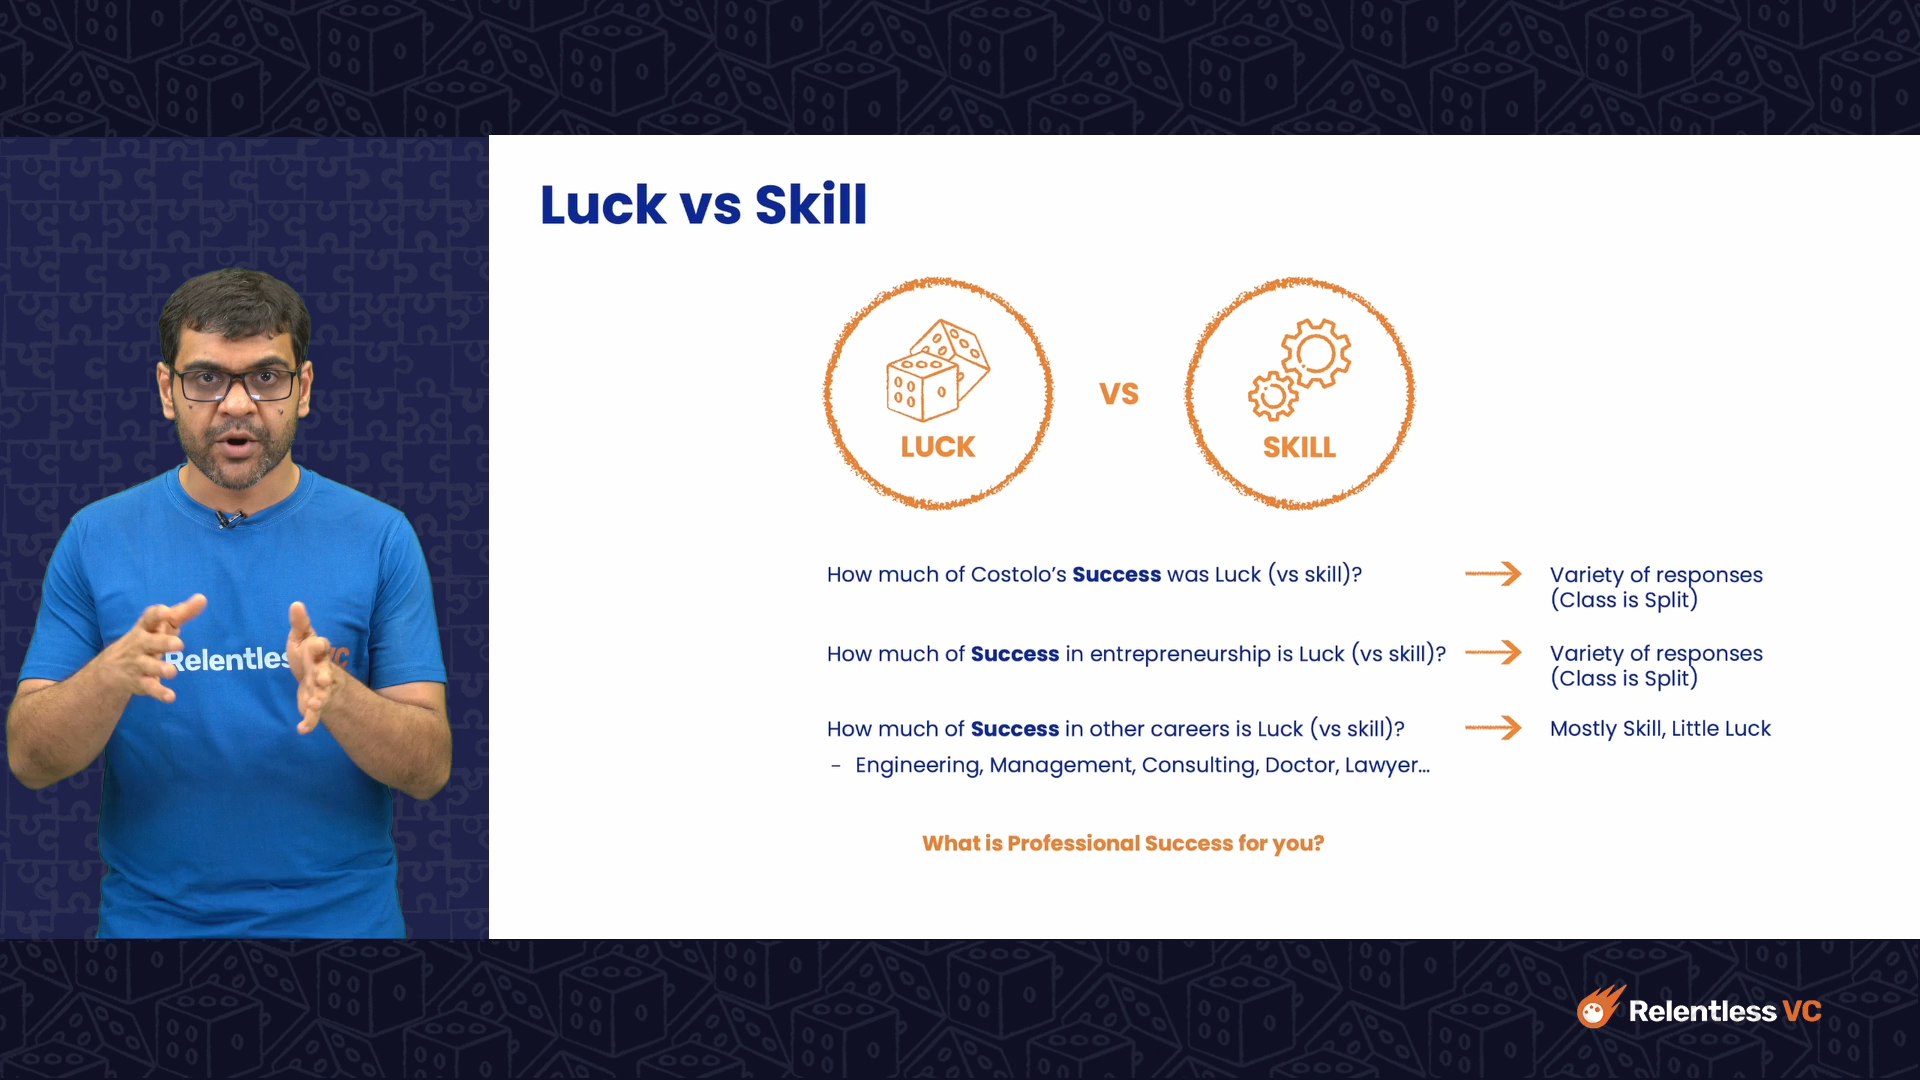 Luck vs Skill
LUCK
VS
SKILL
How much of Costolo's Success was Luck (vs skill)?
Variety of responses
(Class is Split)
How much of Success in entrepreneurship is Luck (vs skill)?
Variety of responses
(Class is Split)
How much of Success in other careers is Luck (vs skill)?
Mostly Skill, Little Luck
- Engineering, Management, Consulting, Doctor, Lawyer...
What is Professional Success for you?
Relentless VC